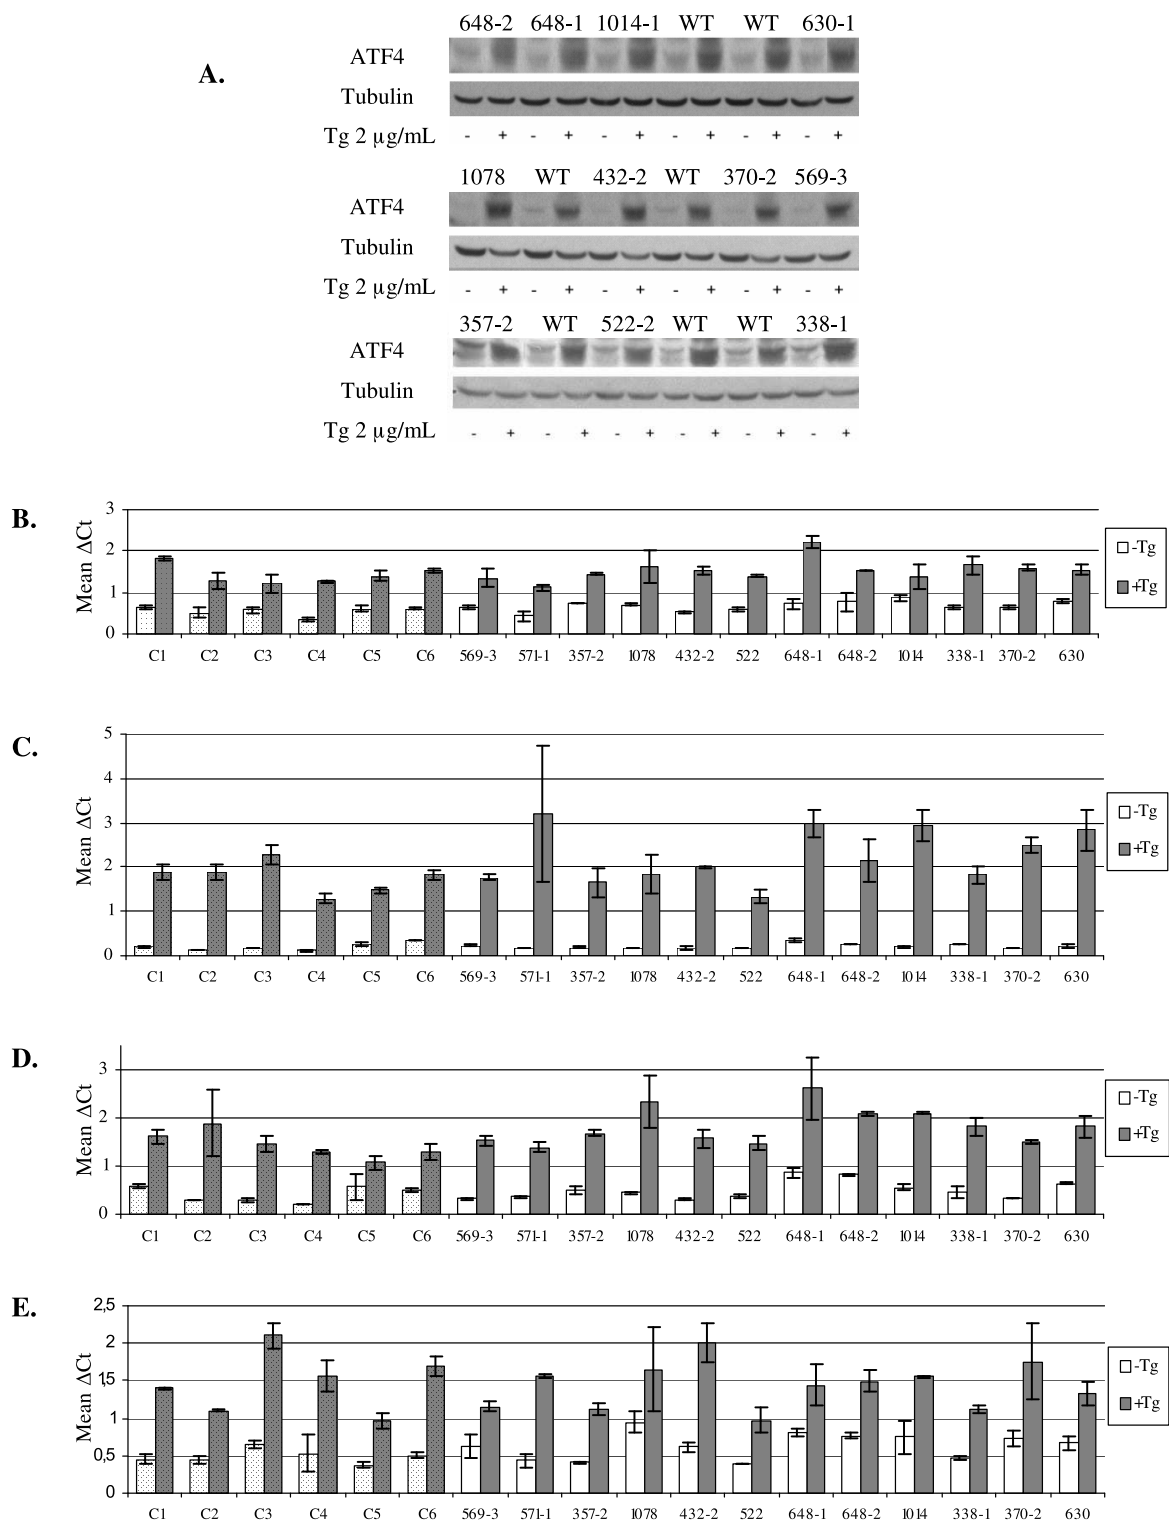 A.
648-2 648-1 1014-1 WT WT 630-1
ATF4
Tubulin
Tg 2 µg/mL - + - + - + - + - + - +
1078 WT 432-2 WT 370-2 569-3
ATF4
Tubulin
Tg 2 µg/mL - + - + - + - + - + - +
357-2 WT 522-2 WT WT 338-1
ATF4
Tubulin
Tg 2 µg/mL - + - + - + - + - + - +
B.
Mean ΔCt
3
2
1
0
C1 C2 C3 C4 C5 C6 569-3 571-1 357-2 1078 432-2 522 648-1 648-2 1014 338-1 370-2 630
-Tg
+Tg
C.
Mean ΔCt
5
4
3
2
1
0
C1 C2 C3 C4 C5 C6 569-3 571-1 357-2 1078 432-2 522 648-1 648-2 1014 338-1 370-2 630
-Tg
+Tg
D.
Mean ΔCt
3
2
1
0
C1 C2 C3 C4 C5 C6 569-3 571-1 357-2 1078 432-2 522 648-1 648-2 1014 338-1 370-2 630
-Tg
+Tg
E.
Mean ΔCt
2,5
2
1,5
1
0,5
0
C1 C2 C3 C4 C5 C6 569-3 571-1 357-2 1078 432-2 522 648-1 648-2 1014 338-1 370-2 630
-Tg
+Tg